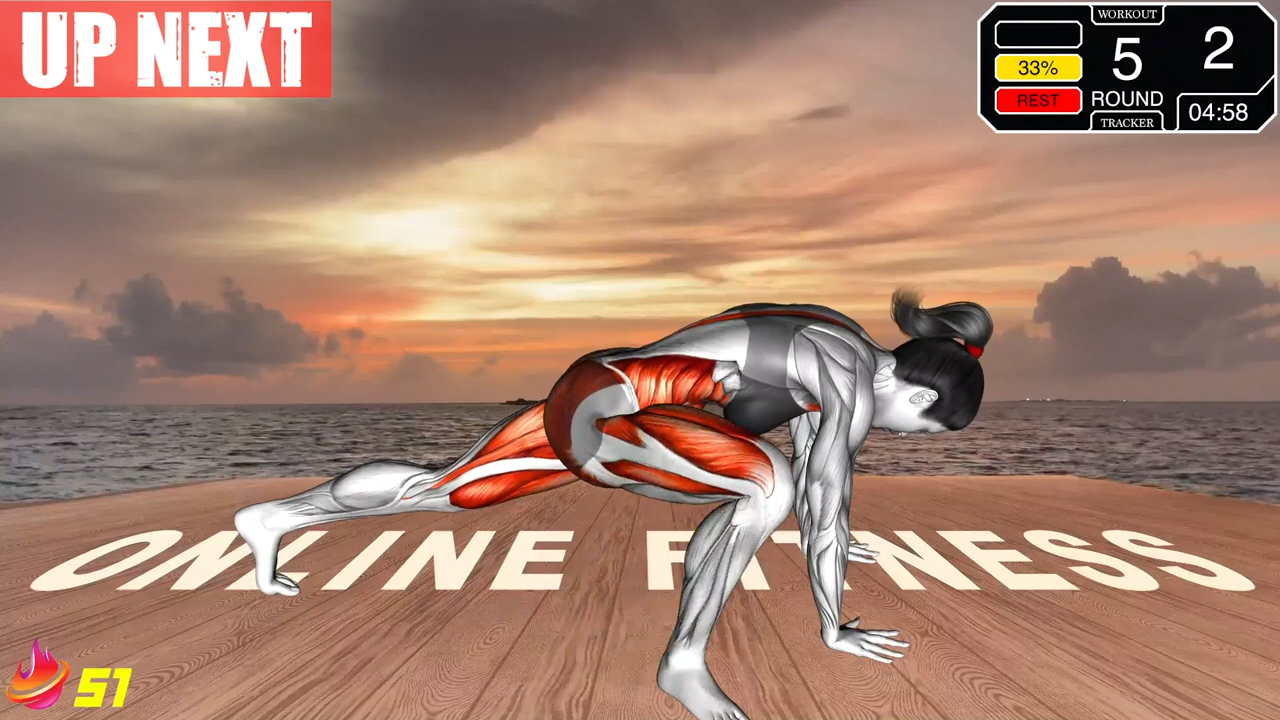 UP NEXT
WORKOUT
33%
5
2
REST
ROUND
04:58
TRACKER
ONLINE FITNESS
51